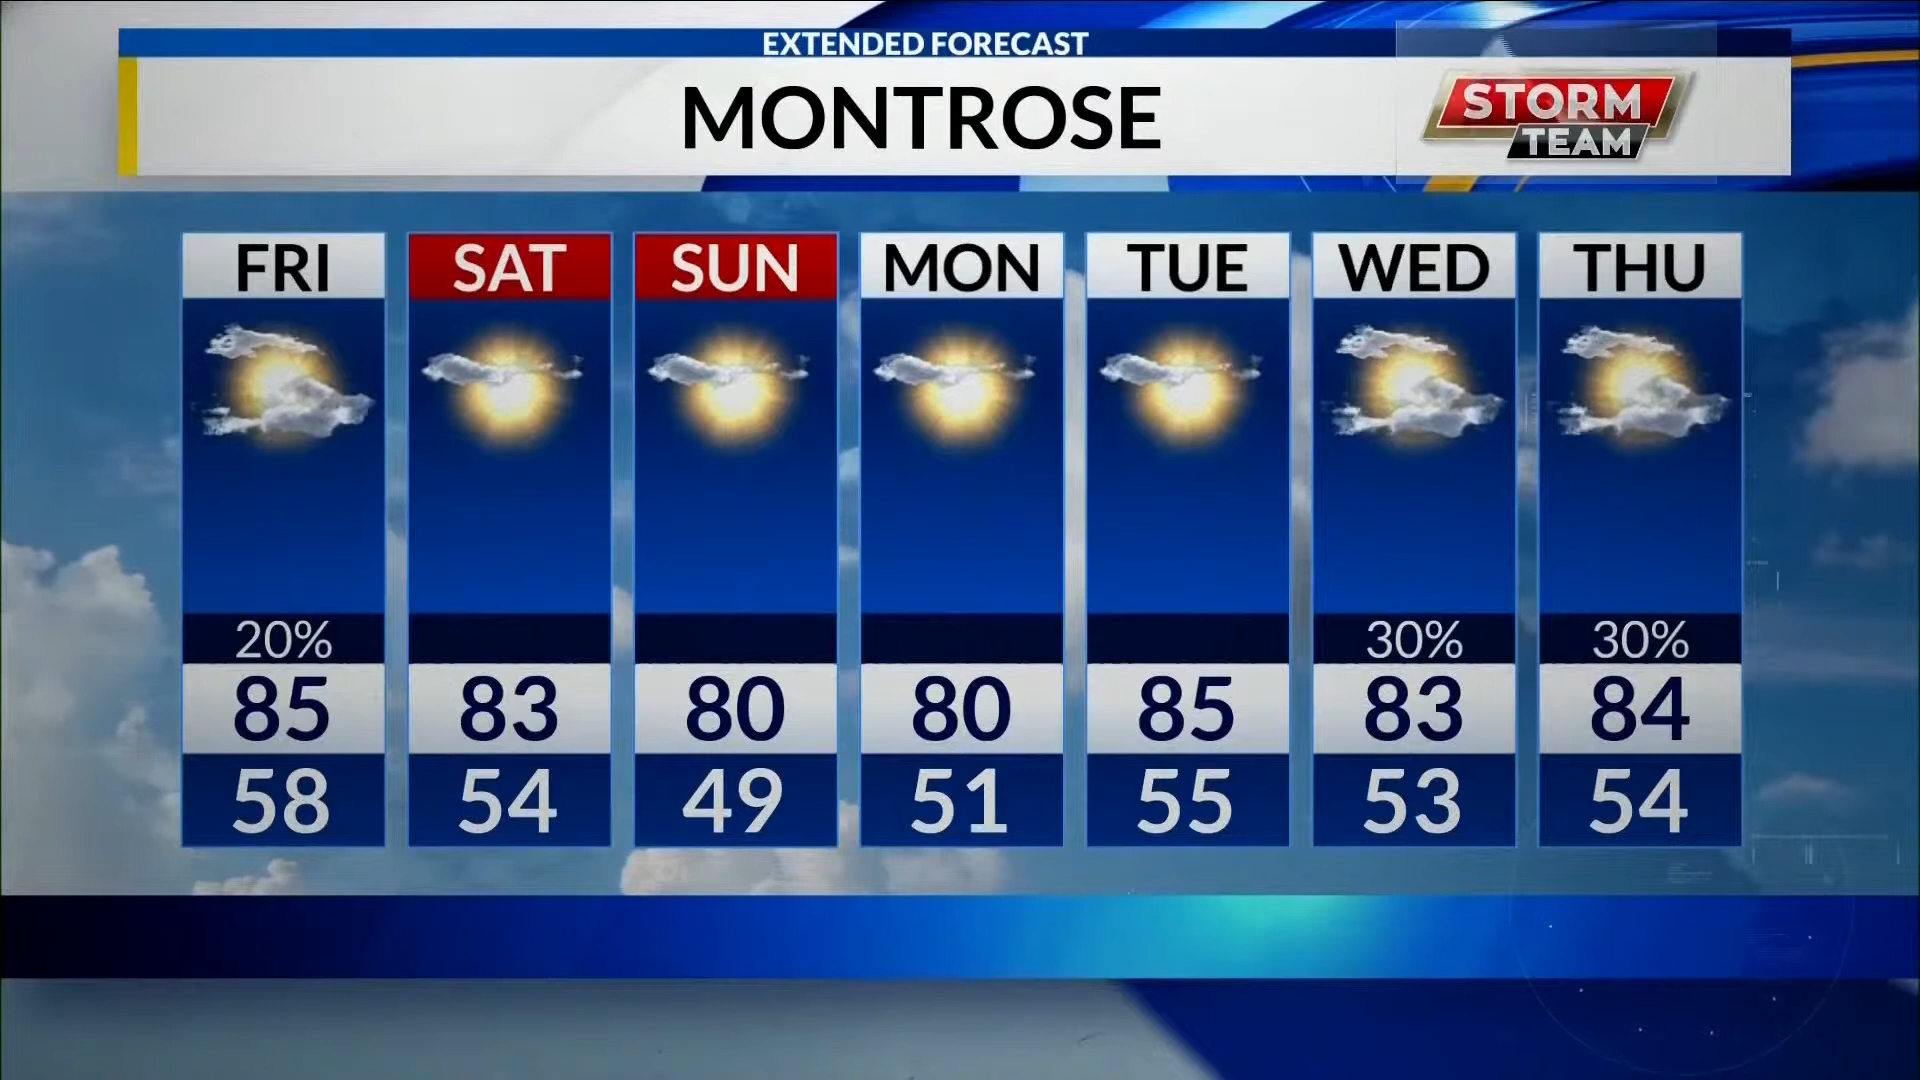 EXTENDED FORECAST
MONTROSE
STORM
TEAM
FRI SAT SUN MON TUE WED THU
20% 30% 30%
85 83 80 80 85 83 84
58 54 49 51 55 53 54